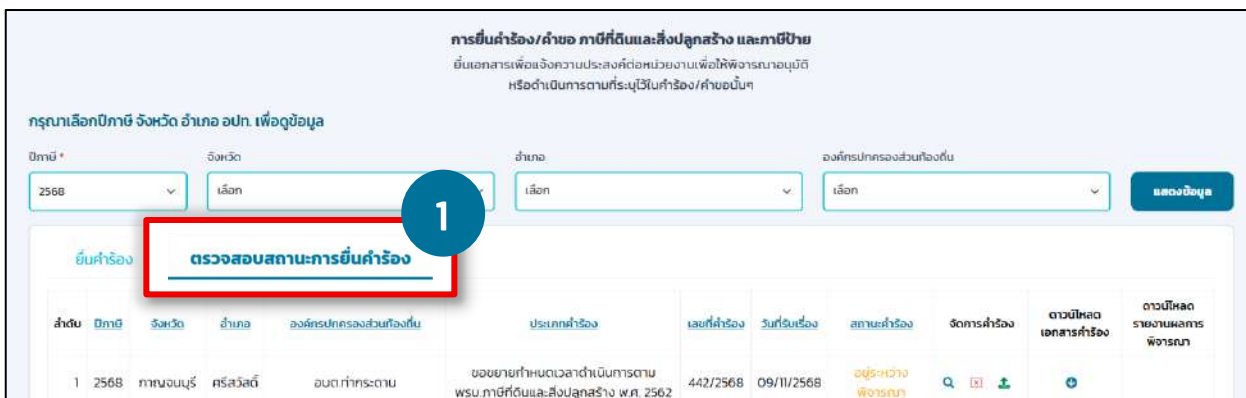 การยื่นคำร้อง/คำขอ ภาษีที่ดินและสิ่งปลูกสร้าง และภาษีป้าย
ยื่นเอกสารเพื่อแจ้งความประสงค์ต่อหน่วยงานเพื่อให้พิจารณาอนุมัติ
หรือดำเนินการตามที่ระบุไว้ในคำร้อง/คำขอนั้นๆ
กรุณาเลือกปีภาษี จังหวัด อำเภอ อปท. เพื่อดูข้อมูล
ปีภาษี * จังหวัด อำเภอ องค์กรปกครองส่วนท้องถิ่น
2568 เลือก เลือก เลือก แสดงข้อมูล
1
ยื่นคำร้อง ตรวจสอบสถานะการยื่นคำร้อง
ลำดับ ปีภาษี จังหวัด อำเภอ องค์กรปกครองส่วนท้องถิ่น ประเภทคำร้อง เลขที่คำร้อง วันที่รับเรื่อง สถานะคำร้อง จัดการคำร้อง ดาวน์โหลด ดาวน์โหลด
เอกสารคำร้อง รายงานผลการ
พิจารณา
1 2568 กาญจนบุรี ศรีสวัสดิ์ อบต.ท่ากระดาน ขอขยายกำหนดเวลาดำเนินการตาม 442/2568 09/11/2568 อยู่ระหว่าง
พรบ.ภาษีที่ดินและสิ่งปลูกสร้าง พ.ศ. 2562 พิจารณา